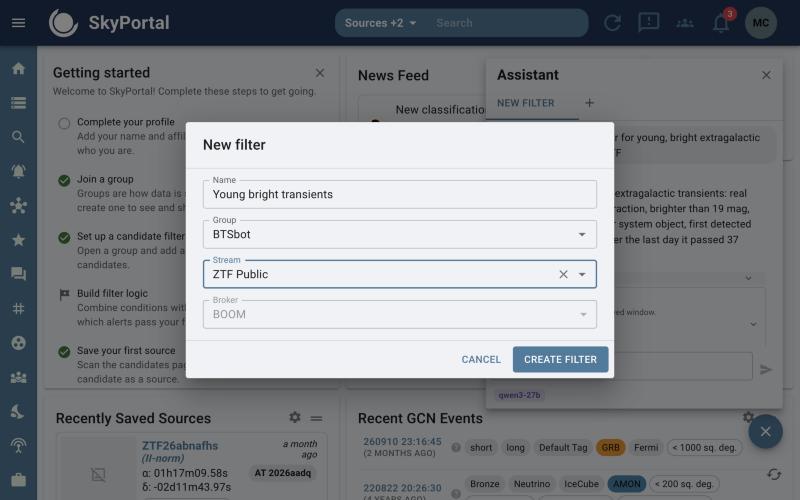 SkyPortal
Sources +2
Search
3
MC
Getting started
Welcome to SkyPortal! Complete these steps to get going.
Complete your profile
Add your name and affil
who you are.
Join a group
Groups are how data is s
create one to see and sh
Set up a candidate filter
Open a group and add a
candidates.
Build filter logic
Combine conditions with
which alerts pass your f
Save your first source
Scan the candidates pag
candidate as a source.
News Feed
New classificatio
Assistant
NEW FILTER
r for young, bright extragalactic
TF
extragalactic transients: real
raction, brighter than 19 mag,
r system object, first detected
er the last day it passed 37
ed window.
qwen3-27b
New filter
Name
Young bright transients
Group
BTSbot
Stream
ZTF Public
Broker
BOOM
CANCEL
CREATE FILTER
Recently Saved Sources
ZTF26abnafhs
(II-norm)
a month
ago
α: 01h17m09.58s
δ: -02d11m43.97s
AT 2026aadq
Recent GCN Events
260910 23:16:45
(2 MONTHS AGO)
short
long
Default Tag
GRB
Fermi
< 1000 sq. deg.
220822 20:26:30
(4 YEARS AGO)
Bronze
Neutrino
IceCube
AMON
< 200 sq. deg.